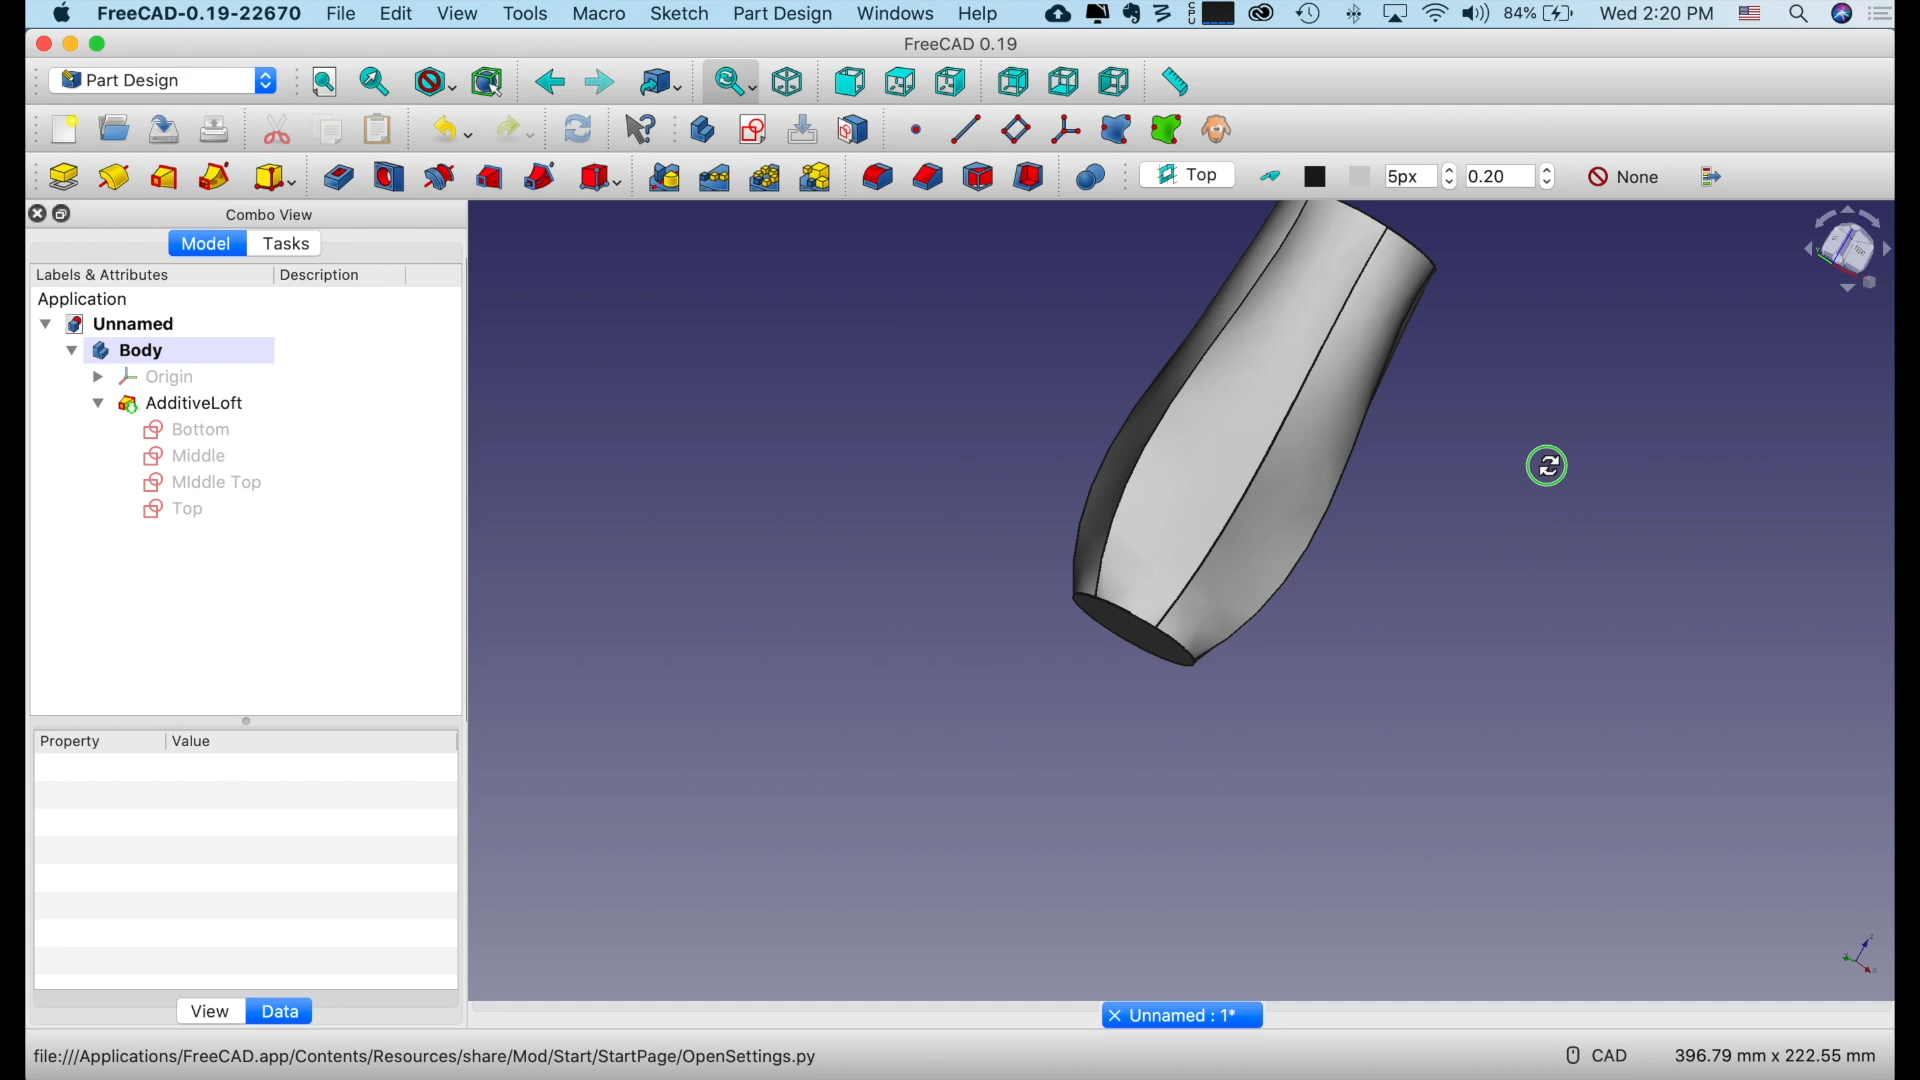 FreeCAD-0.19-22670 File Edit View Tools Macro Sketch Part Design Windows Help 84% Wed 2:20 PM
FreeCAD 0.19
Part Design
Top 5px 0.20 None
Combo View
Model Tasks
Labels & Attributes Description
Application
Unnamed
Body
Origin
AdditiveLoft
Bottom
Middle
MIddle Top
Top
Property Value
View Data
Unnamed : 1*
file:///Applications/FreeCAD.app/Contents/Resources/share/Mod/Start/StartPage/OpenSettings.py CAD 396.79 mm x 222.55 mm